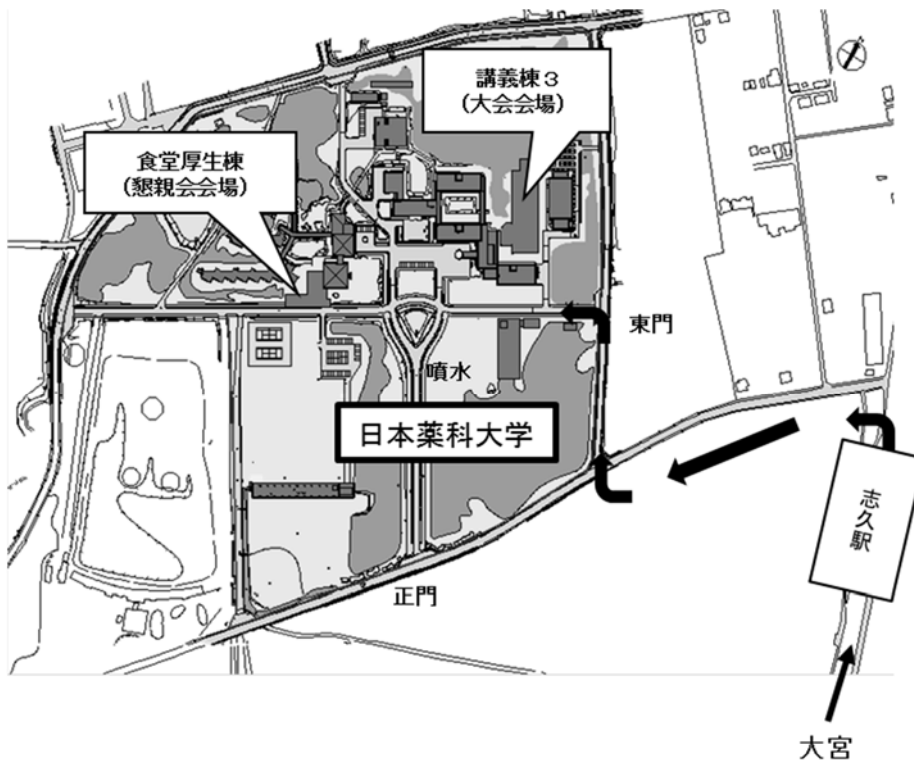 講義棟３
（大会会場）
食堂厚生棟
（懇親会会場）
東門
噴水
日本薬科大学
志久駅
正門
大宮